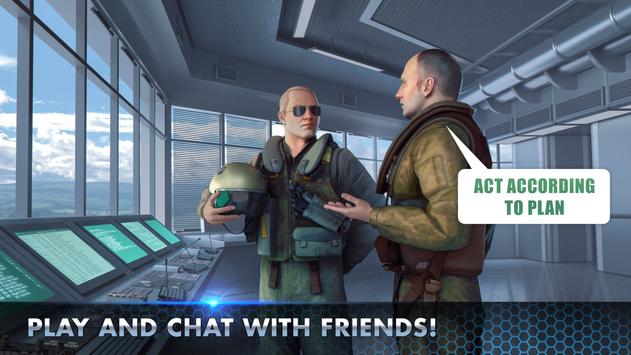 ACT ACCORDING
TO PLAN
PLAY AND CHAT WITH FRIENDS!